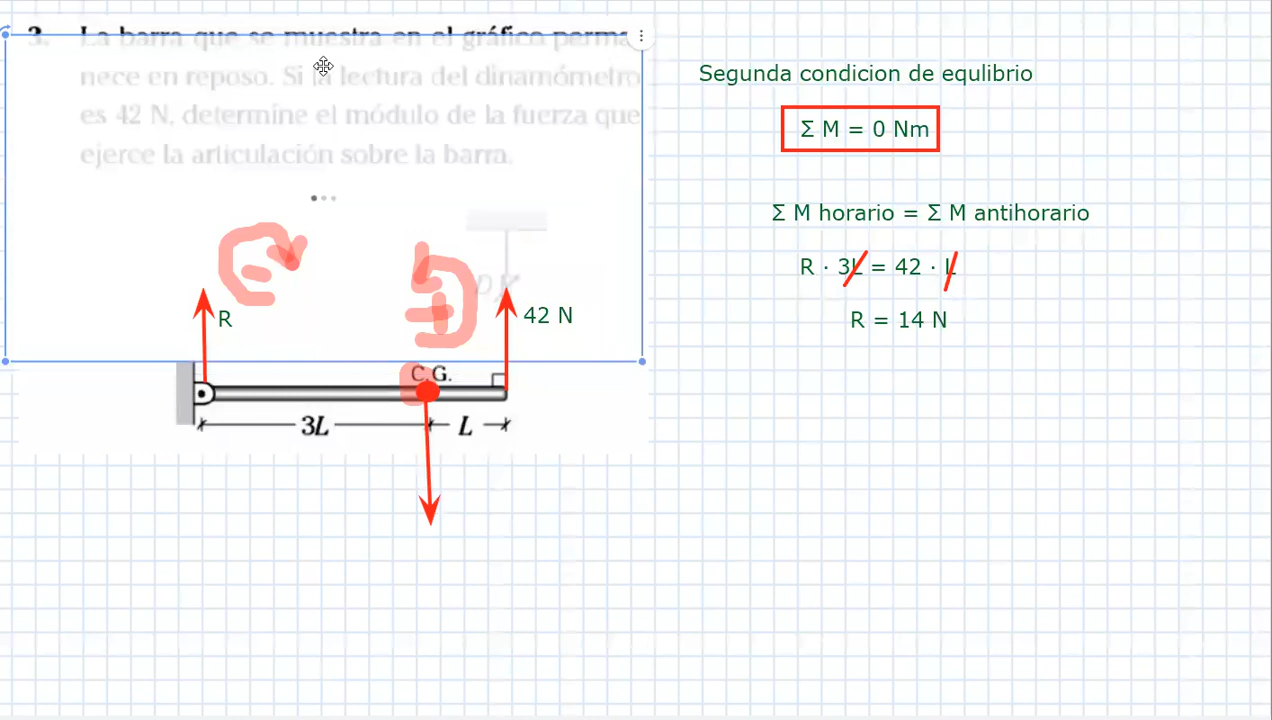 3. La barra que se muestra en el gráfico perma-
nece en reposo. Si la lectura del dinamómetro
es 42 N, determine el módulo de la fuerza que
ejerce la articulación sobre la barra.
Segunda condicion de equlibrio
Σ M = 0 Nm
Σ M horario = Σ M antihorario
R · 3L = 42 · L
R = 14 N
R
42 N
C.G.
3L
L